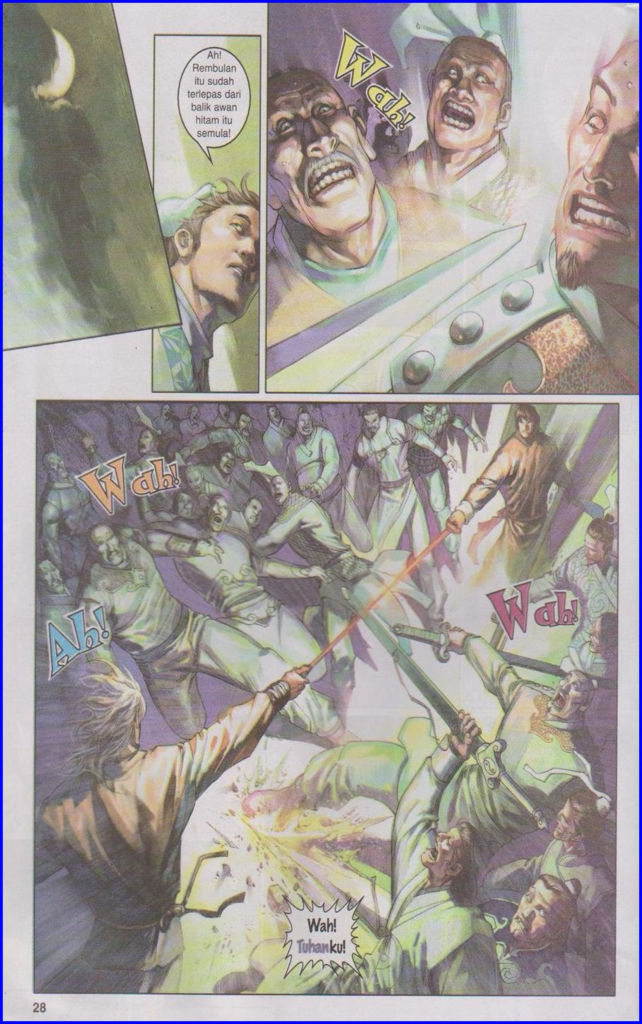 Ah!
Rembulan
itu sudah
terlepas dari
balik awan
hitam itu
semula!
Wah!
Wah!
Ah!
Wah!
Wah!
Tuhanku!
28